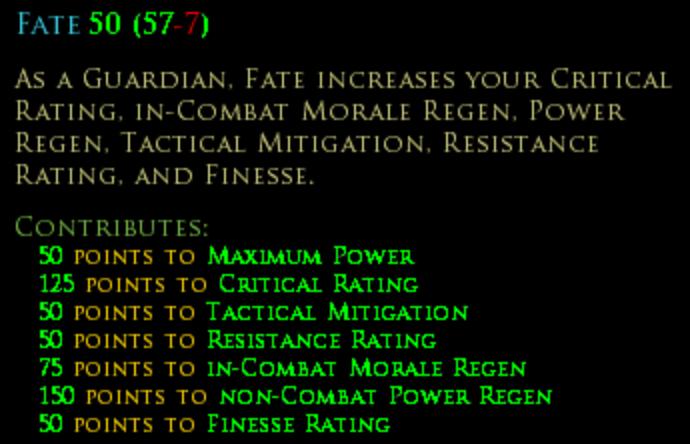 Fate 50 (57-7)
As a Guardian, Fate increases your Critical
Rating, in-Combat Morale Regen, Power
Regen, Tactical Mitigation, Resistance
Rating, and Finesse.
Contributes:
50 points to Maximum Power
125 points to Critical Rating
50 points to Tactical Mitigation
50 points to Resistance Rating
75 points to in-Combat Morale Regen
150 points to non-Combat Power Regen
50 points to Finesse Rating